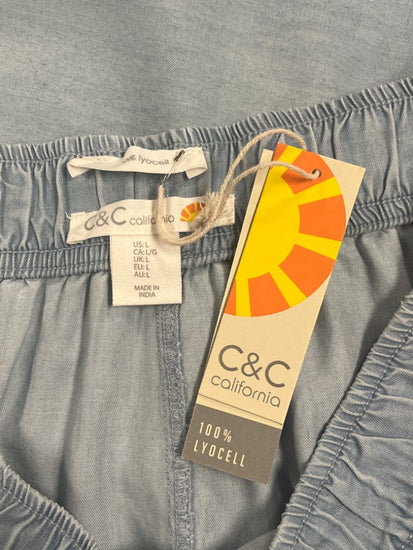 lyocell
C&C california
US:L
CA:L/G
UK:L
EU:L
AU:L
MADE IN
INDIA
C&C
california
100%
LYOCELL